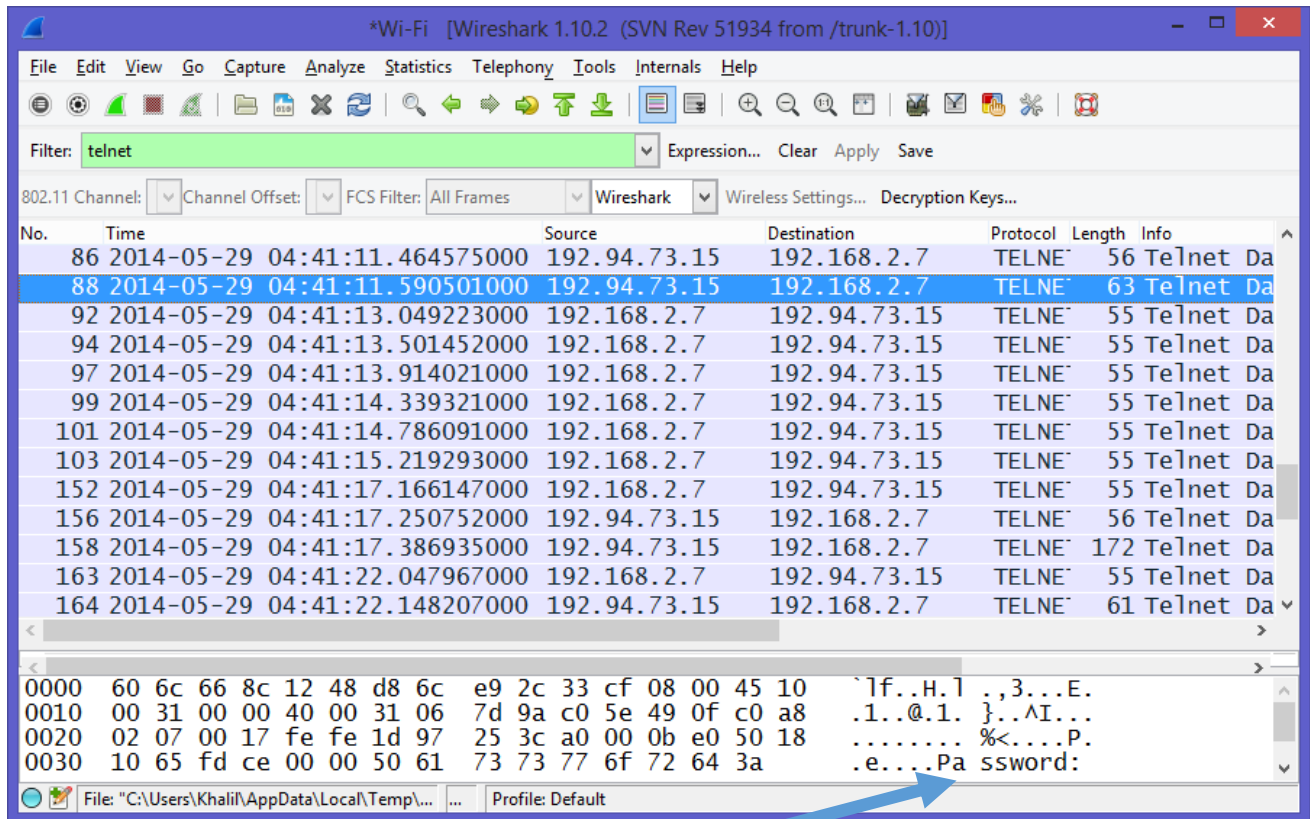 *Wi-Fi [Wireshark 1.10.2 (SVN Rev 51934 from /trunk-1.10)]
File Edit View Go Capture Analyze Statistics Telephony Tools Internals Help
Filter: telnet Expression... Clear Apply Save
802.11 Channel: Channel Offset: FCS Filter: All Frames Wireshark Wireless Settings... Decryption Keys...
No. Time Source Destination Protocol Length Info
86 2014-05-29 04:41:11.464575000 192.94.73.15 192.168.2.7 TELNE 56 Telnet Da
88 2014-05-29 04:41:11.590501000 192.94.73.15 192.168.2.7 TELNE 63 Telnet Da
92 2014-05-29 04:41:13.049223000 192.168.2.7 192.94.73.15 TELNE 55 Telnet Da
94 2014-05-29 04:41:13.501452000 192.168.2.7 192.94.73.15 TELNE 55 Telnet Da
97 2014-05-29 04:41:13.914021000 192.168.2.7 192.94.73.15 TELNE 55 Telnet Da
99 2014-05-29 04:41:14.339321000 192.168.2.7 192.94.73.15 TELNE 55 Telnet Da
101 2014-05-29 04:41:14.786091000 192.168.2.7 192.94.73.15 TELNE 55 Telnet Da
103 2014-05-29 04:41:15.219293000 192.168.2.7 192.94.73.15 TELNE 55 Telnet Da
152 2014-05-29 04:41:17.166147000 192.168.2.7 192.94.73.15 TELNE 55 Telnet Da
156 2014-05-29 04:41:17.250752000 192.94.73.15 192.168.2.7 TELNE 56 Telnet Da
158 2014-05-29 04:41:17.386935000 192.94.73.15 192.168.2.7 TELNE 172 Telnet Da
163 2014-05-29 04:41:22.047967000 192.168.2.7 192.94.73.15 TELNE 55 Telnet Da
164 2014-05-29 04:41:22.148207000 192.94.73.15 192.168.2.7 TELNE 61 Telnet Da
0000 60 6c 66 8c 12 48 d8 6c e9 2c 33 cf 08 00 45 10 `lf..H.l .,3...E.
0010 00 31 00 00 40 00 31 06 7d 9a c0 5e 49 0f c0 a8 .1..@.1. }..^I...
0020 02 07 00 17 fe fe 1d 97 25 3c a0 00 0b e0 50 18 ........ %<....P.
0030 10 65 fd ce 00 00 50 61 73 73 77 6f 72 64 3a .e....Pa ssword:
File: "C:\Users\Khalil\AppData\Local\Temp\... ... Profile: Default